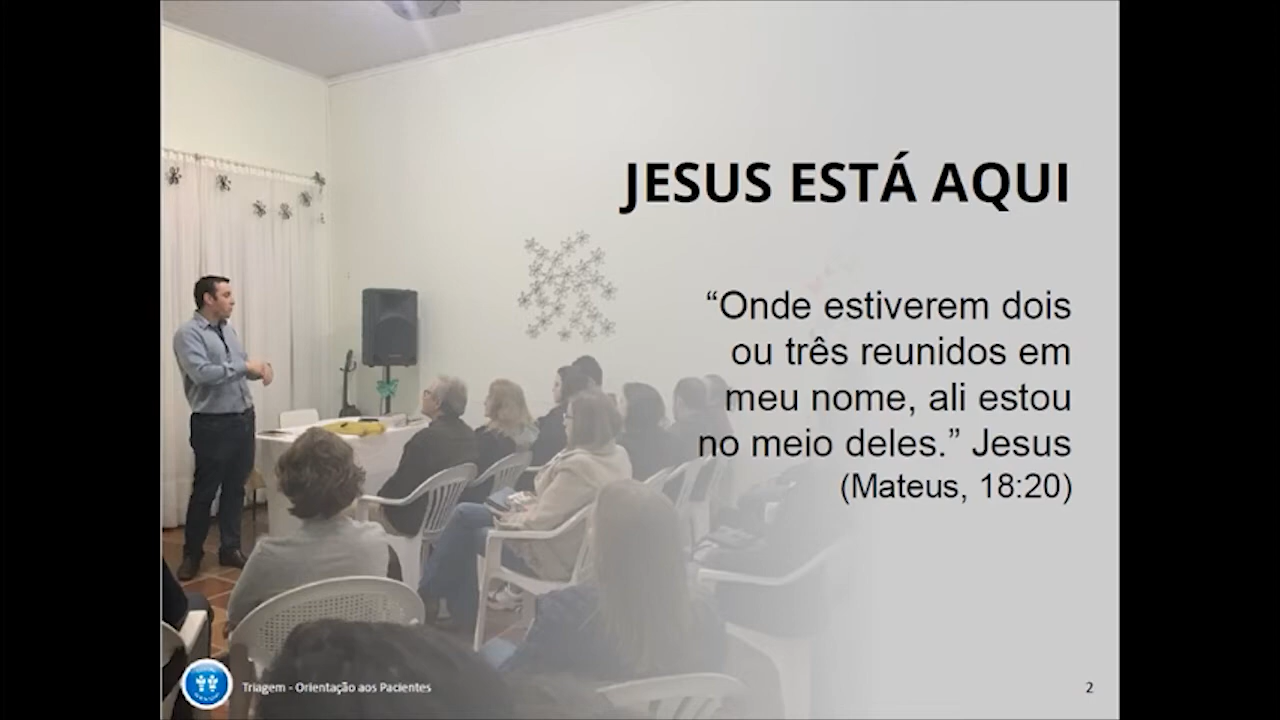 JESUS ESTÁ AQUI
“Onde estiverem dois
ou três reunidos em
meu nome, ali estou
no meio deles.” Jesus
(Mateus, 18:20)
Triagem - Orientação aos Pacientes
2